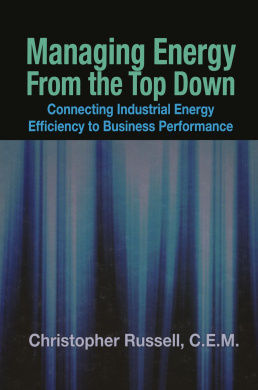 Managing Energy
From the Top Down
Connecting Industrial Energy
Efficiency to Business Performance
Christopher Russell, C.E.M.